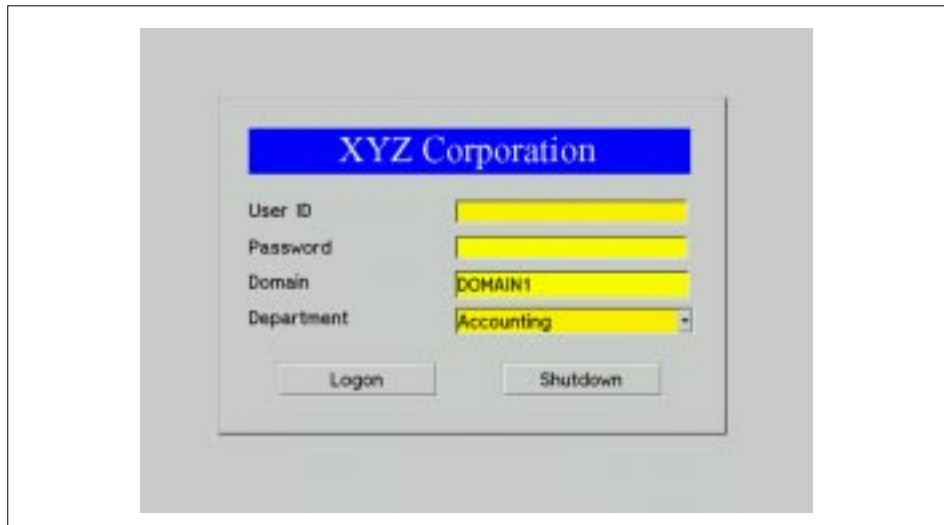 XYZ Corporation
User ID
Password
Domain DOMAIN1
Department Accounting
Logon Shutdown